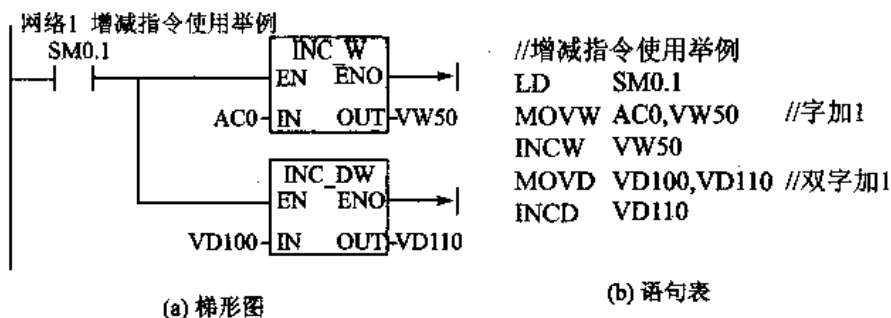 网络1 增减指令使用举例
SM0.1
INC_W
EN ENO
AC0 IN OUT VW50
INC_DW
EN ENO
VD100 IN OUT VD110
(a) 梯形图
//增减指令使用举例
LD SM0.1
MOVW AC0,VW50 //字加1
INCW VW50
MOVD VD100,VD110 //双字加1
INCD VD110
(b) 语句表